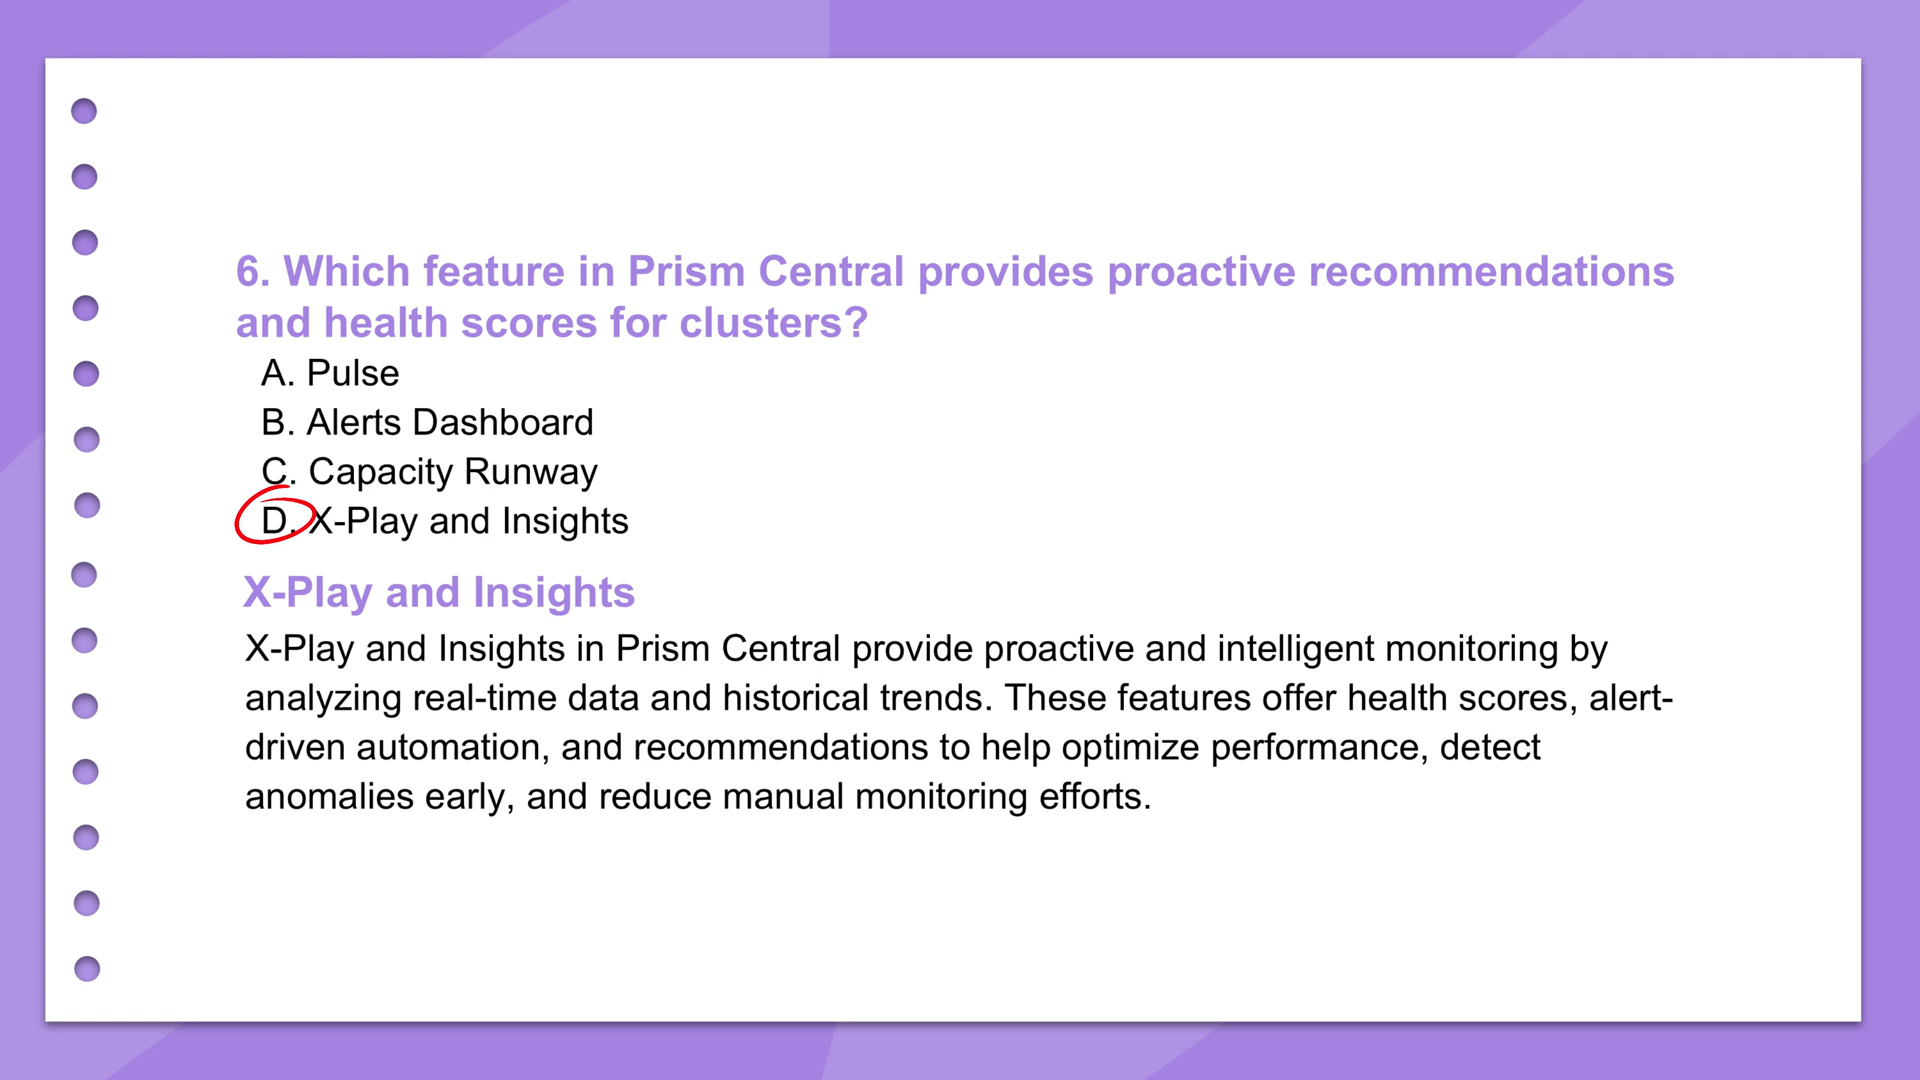 6. Which feature in Prism Central provides proactive recommendations
and health scores for clusters?
A. Pulse
B. Alerts Dashboard
C. Capacity Runway
D. X-Play and Insights
X-Play and Insights
X-Play and Insights in Prism Central provide proactive and intelligent monitoring by
analyzing real-time data and historical trends. These features offer health scores, alert-
driven automation, and recommendations to help optimize performance, detect
anomalies early, and reduce manual monitoring efforts.